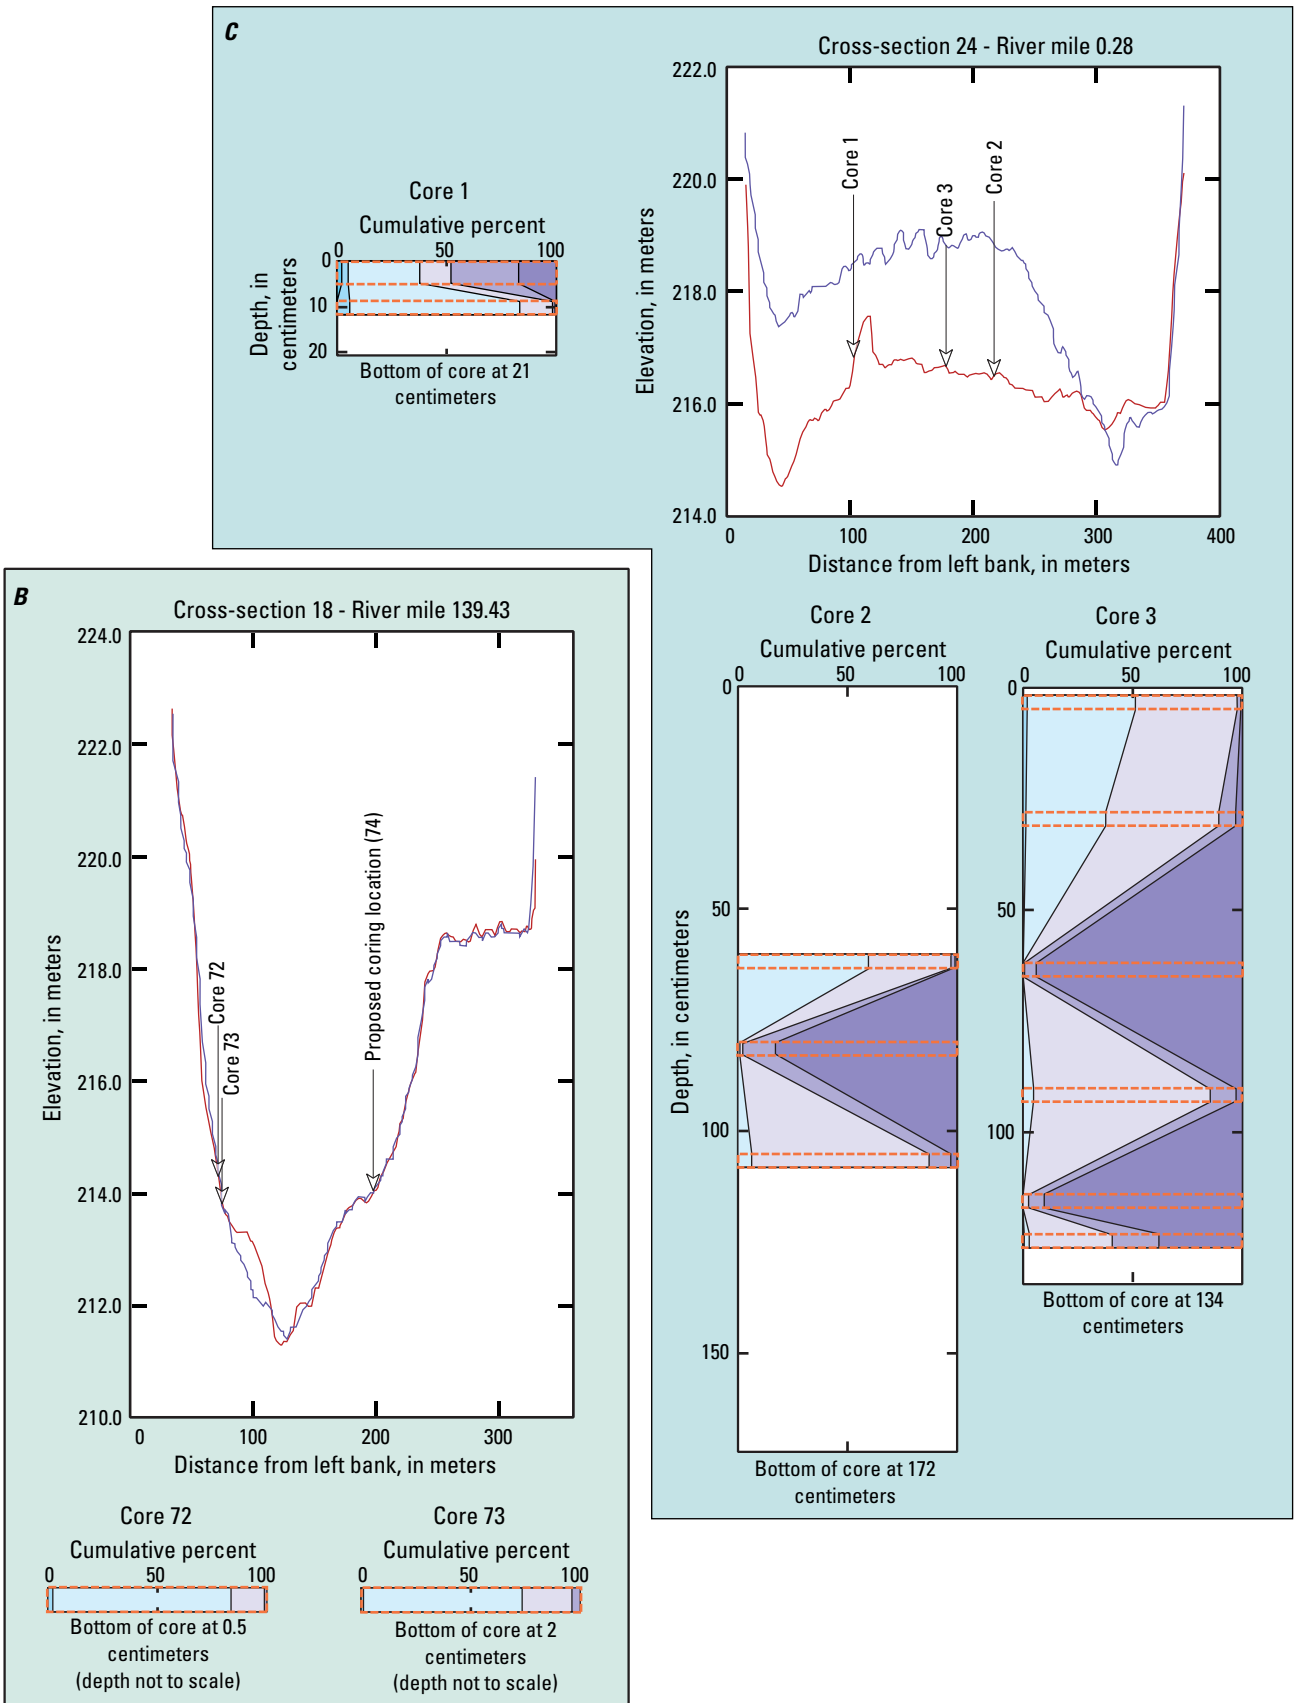 C
Cross-section 24 - River mile 0.28
222.0
220.0
218.0
216.0
214.0
Elevation, in meters
Core 1
Core 3
Core 2
0
100
200
300
400
Distance from left bank, in meters
Core 1
Cumulative percent
0
50
100
0
10
20
Depth, in
centimeters
Bottom of core at 21
centimeters
B
Cross-section 18 - River mile 139.43
224.0
222.0
220.0
218.0
216.0
214.0
212.0
210.0
Elevation, in meters
Core 72
Core 73
Proposed coring location (74)
0
100
200
300
Distance from left bank, in meters
Core 72
Cumulative percent
0
50
100
Bottom of core at 0.5
centimeters
(depth not to scale)
Core 73
Cumulative percent
0
50
100
Bottom of core at 2
centimeters
(depth not to scale)
Core 2
Cumulative percent
0
50
100
0
50
100
150
Depth, in centimeters
Bottom of core at 172
centimeters
Core 3
Cumulative percent
0
50
100
0
50
100
Bottom of core at 134
centimeters